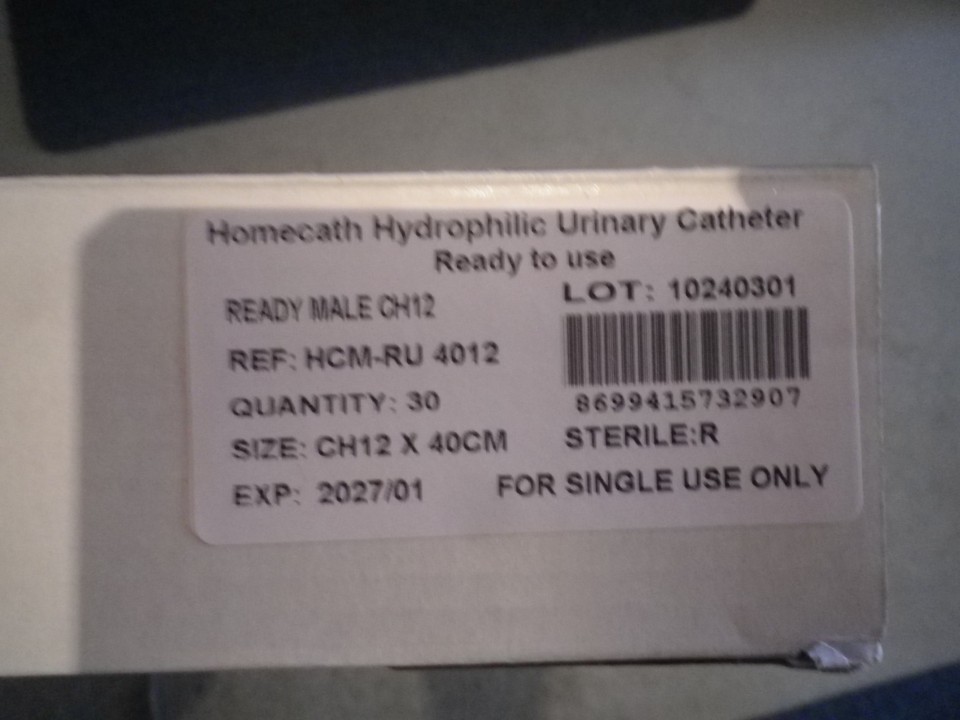 Homecath Hydrophilic Urinary Catheter
Ready to use
READY MALE CH12
LOT: 10240301
REF: HCM-RU 4012
QUANTITY: 30
8699415732907
SIZE: CH12 X 40CM
STERILE:R
EXP: 2027/01
FOR SINGLE USE ONLY